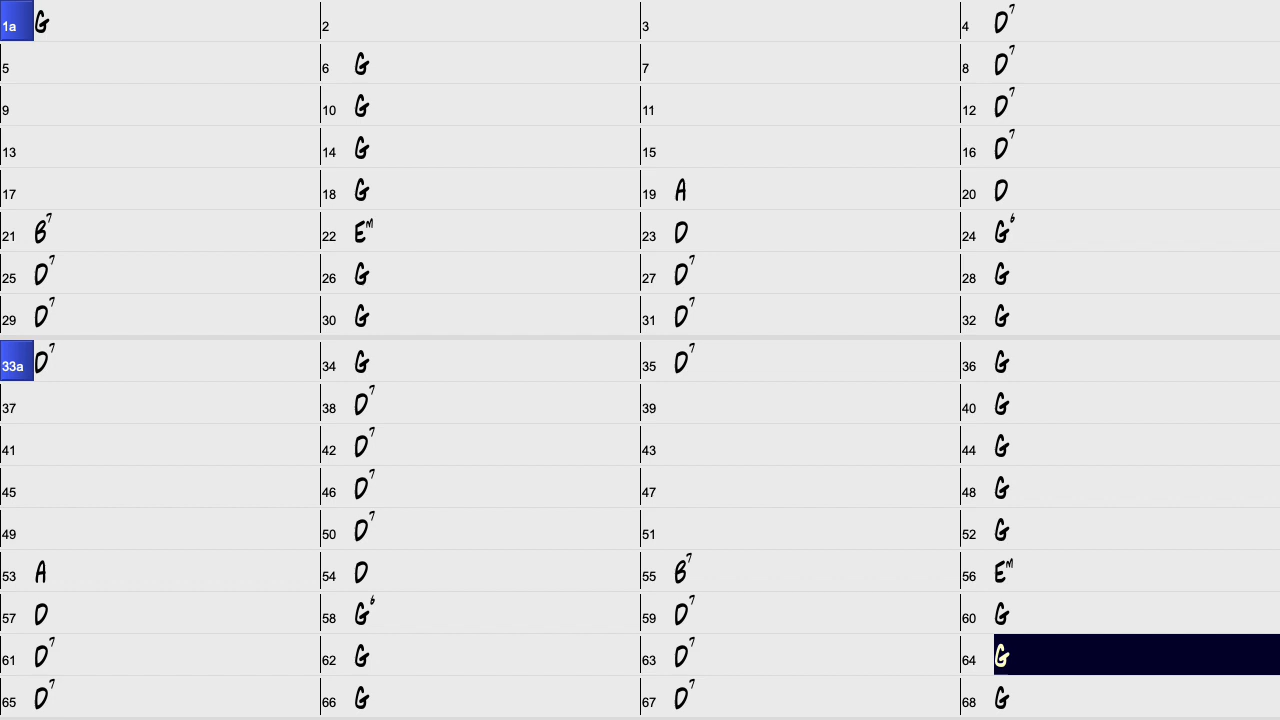 1a G 2 3 4 D7
5 6 G 7 8 D7
9 10 G 11 12 D7
13 14 G 15 16 D7
17 18 G 19 A 20 D
21 B7 22 Em 23 D 24 G6
25 D7 26 G 27 D7 28 G
29 D7 30 G 31 D7 32 G
33a D7 34 G 35 D7 36 G
37 38 D7 39 40 G
41 42 D7 43 44 G
45 46 D7 47 48 G
49 50 D7 51 52 G
53 A 54 D 55 B7 56 Em
57 D 58 G6 59 D7 60 G
61 D7 62 G 63 D7 64 G
65 D7 66 G 67 D7 68 G